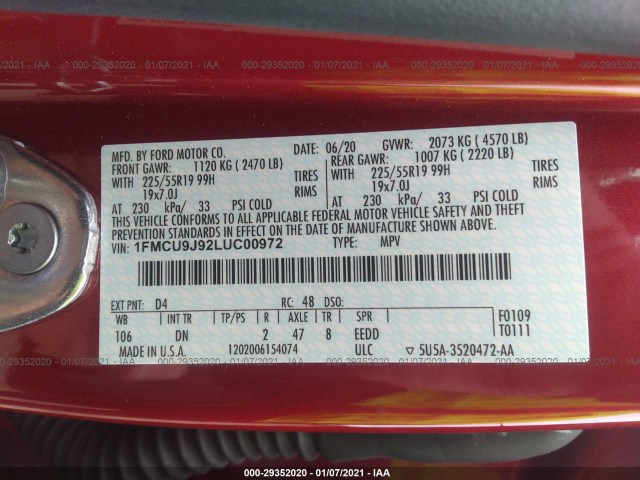 000-29352020 - 01/07/2021 - IAA
MFD. BY FORD MOTOR CO.
DATE: 06/20 GVWR: 2073 KG ( 4570 LB)
FRONT GAWR: 1120 KG ( 2470 LB)
REAR GAWR: 1007 KG ( 2220 LB)
WITH 225/55R19 99H TIRES
WITH 225/55R19 99H TIRES
19x7.0J RIMS
19x7.0J RIMS
AT 230 kPa/ 33 PSI COLD
AT 230 kPa/ 33 PSI COLD
THIS VEHICLE CONFORMS TO ALL APPLICABLE FEDERAL MOTOR VEHICLE SAFETY AND THEFT
PREVENTION STANDARDS IN EFFECT ON THE DATE OF MANUFACTURE SHOWN ABOVE.
VIN: 1FMCU9J92LUC00972 TYPE: MPV
EXT PNT: D4 RC: 48 DSO:
WB INT TR TP/PS R AXLE TR SPR
F0109
T0111
106 DN 2 47 8 EEDD
MADE IN U.S.A. 1202006154074 ULC ▽ 5U5A-3520472-AA
000-29352020 - 01/07/2021 - IAA